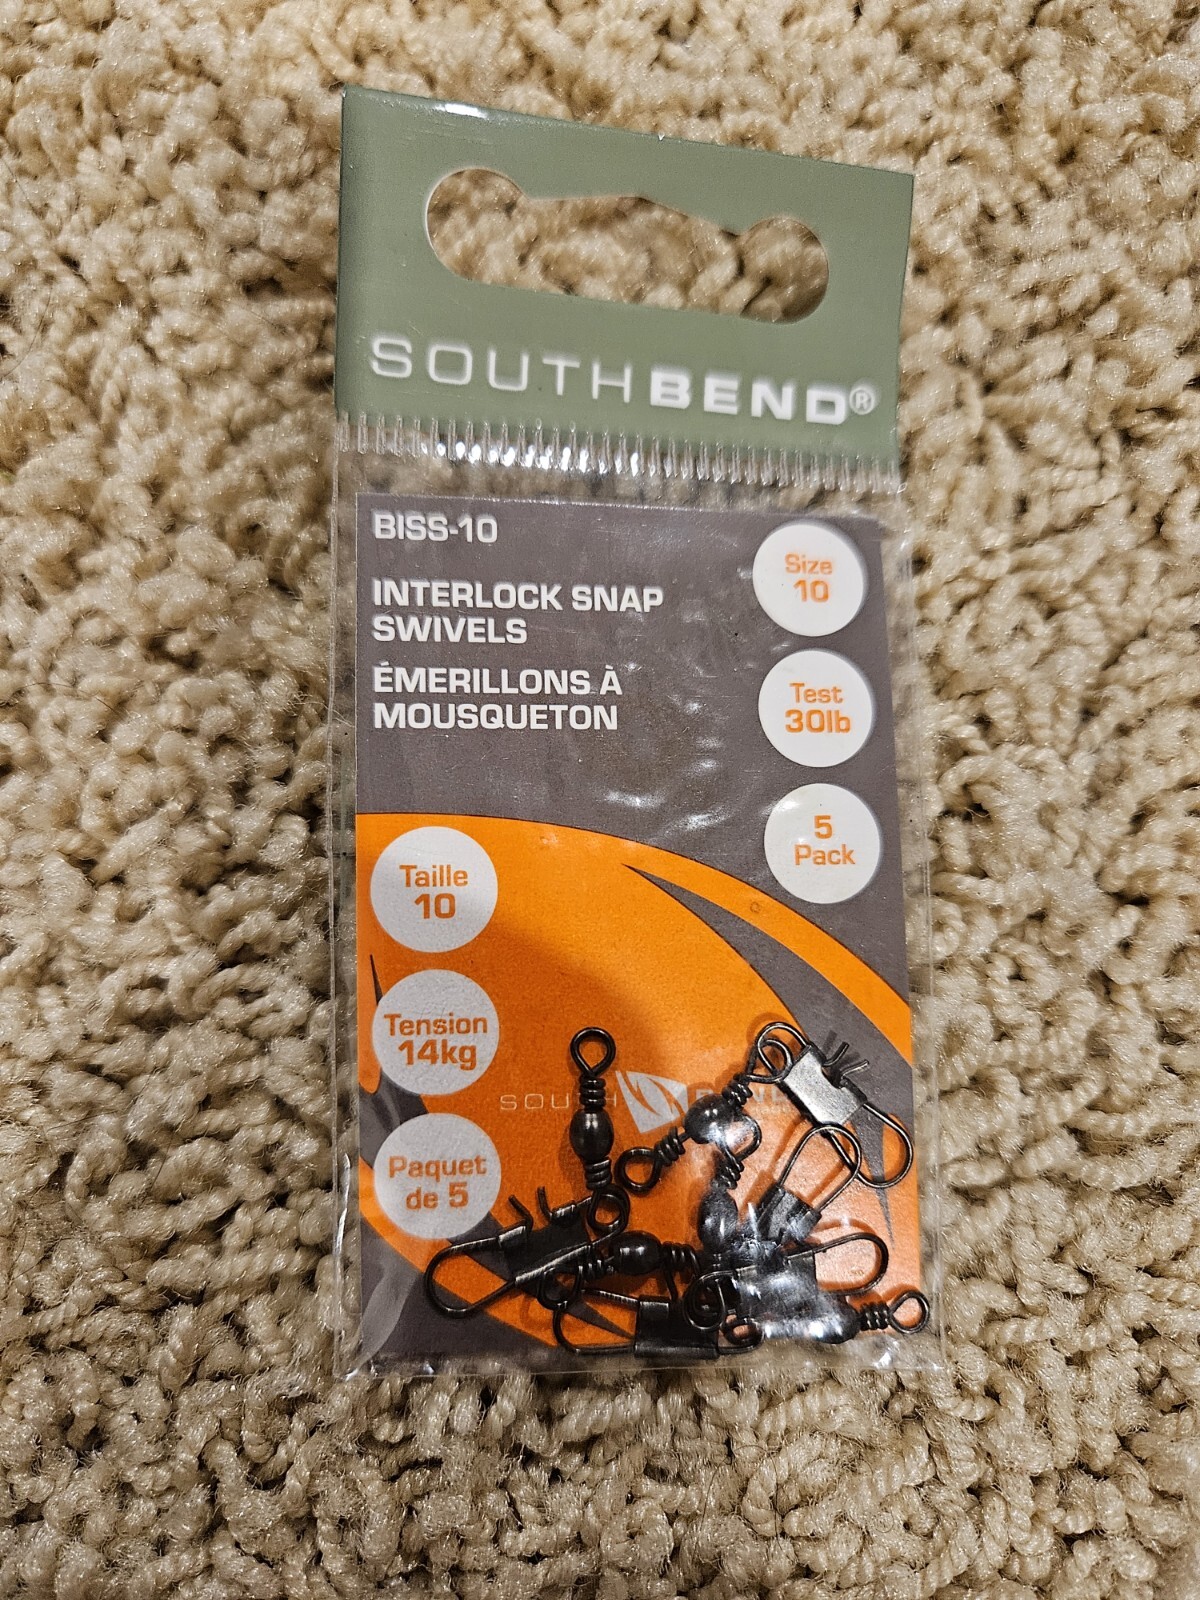 SOUTHBEND®
BISS-10
INTERLOCK SNAP
SWIVELS
ÉMERILLONS À
MOUSQUETON
Size
10
Test
30lb
5
Pack
Taille
10
Tension
14kg
Paquet
de 5
SOUTH